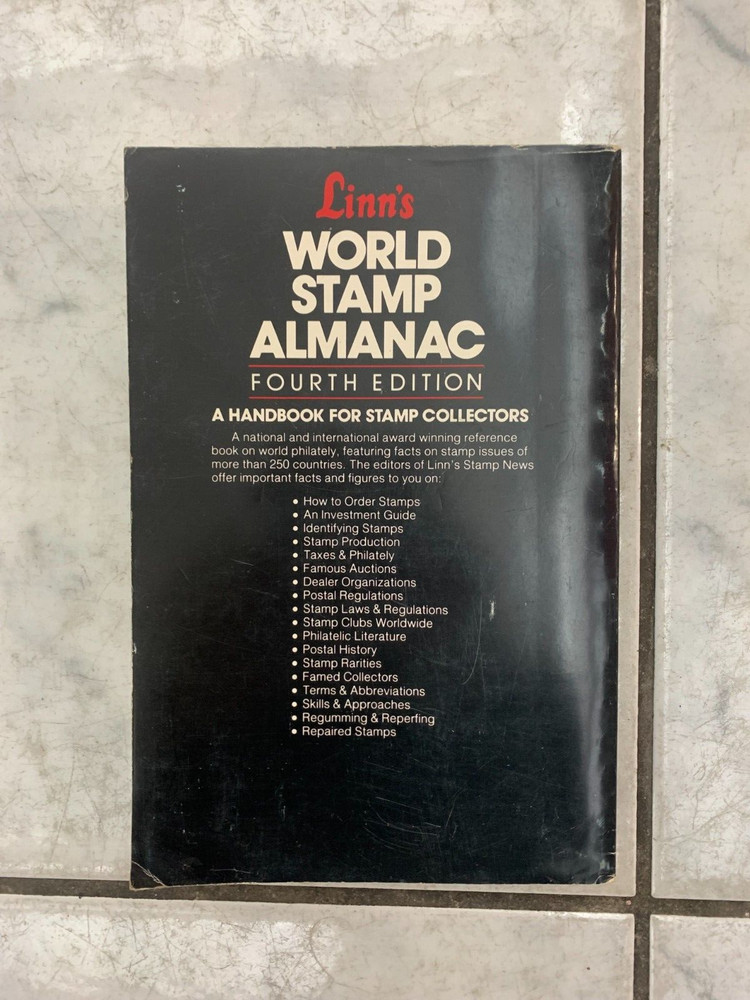 Linn's
WORLD
STAMP
ALMANAC
FOURTH EDITION
A HANDBOOK FOR STAMP COLLECTORS
A national and international award winning reference
book on world philately, featuring facts on stamp issues of
more than 250 countries. The editors of Linn's Stamp News
offer important facts and figures to you on:
• How to Order Stamps
• An Investment Guide
• Identifying Stamps
• Stamp Production
• Taxes & Philately
• Famous Auctions
• Dealer Organizations
• Postal Regulations
• Stamp Laws & Regulations
• Stamp Clubs Worldwide
• Philatelic Literature
• Postal History
• Stamp Rarities
• Famed Collectors
• Terms & Abbreviations
• Skills & Approaches
• Regumming & Reperfing
• Repaired Stamps